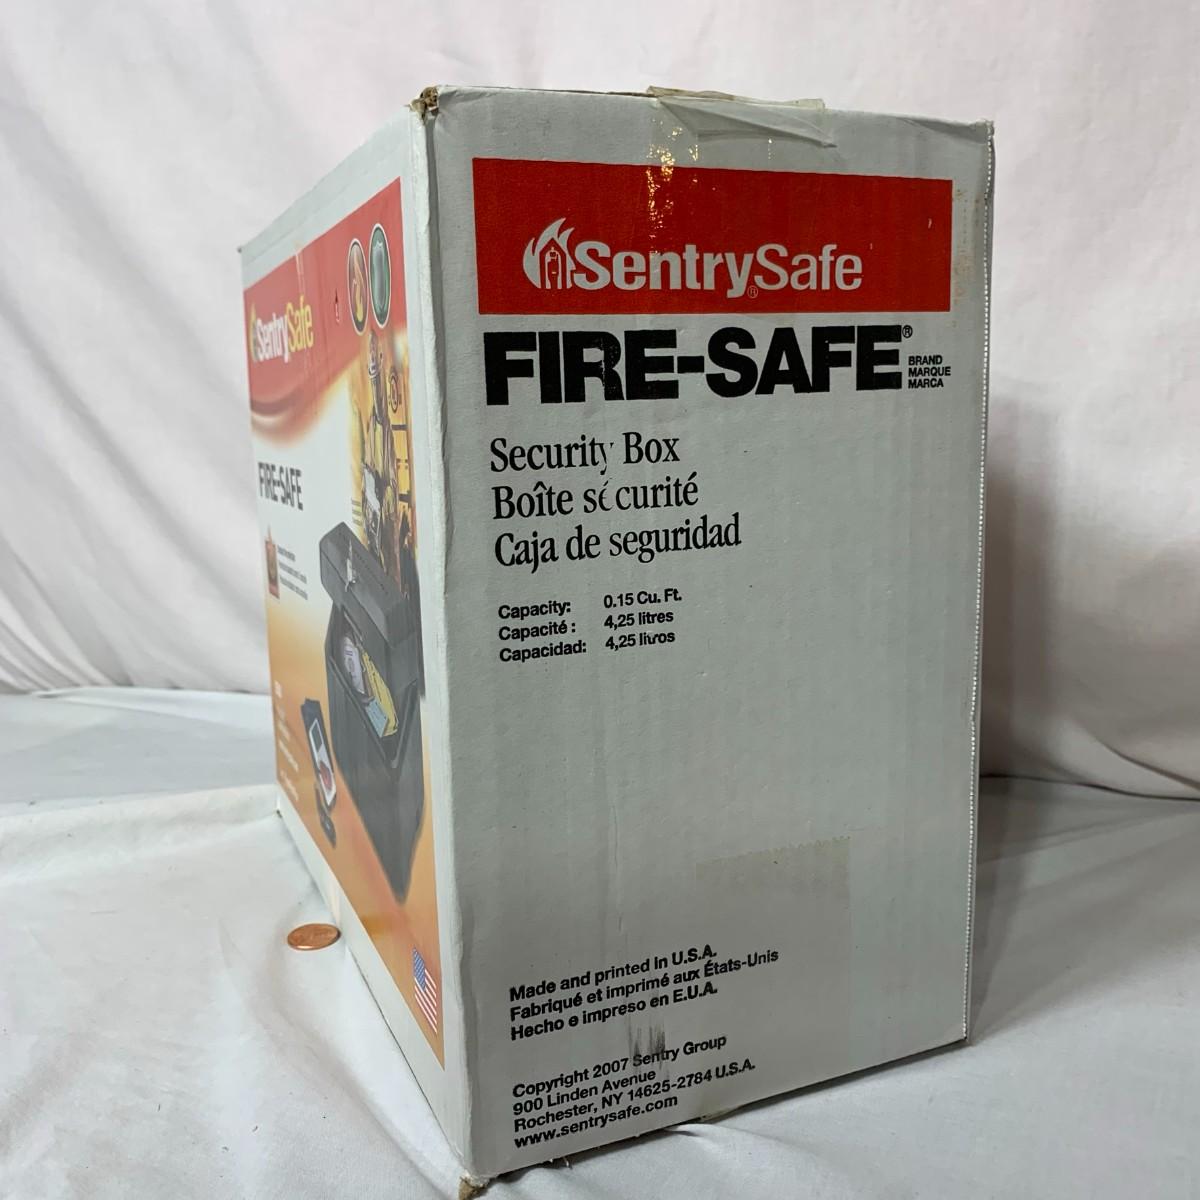 SentrySafe
FIRE-SAFE
SentrySafe®
FIRE-SAFE®
BRAND
MARQUE
MARCA
Security Box
Boîte sécurité
Caja de seguridad
Capacity: 0.15 Cu. Ft.
Capacité : 4,25 litres
Capacidad: 4,25 litros
Made and printed in U.S.A.
Fabriqué et imprimé aux États-Unis
Hecho e impreso en E.U.A.
Copyright 2007 Sentry Group
900 Linden Avenue
Rochester, NY 14625-2784 U.S.A.
www.sentrysafe.com